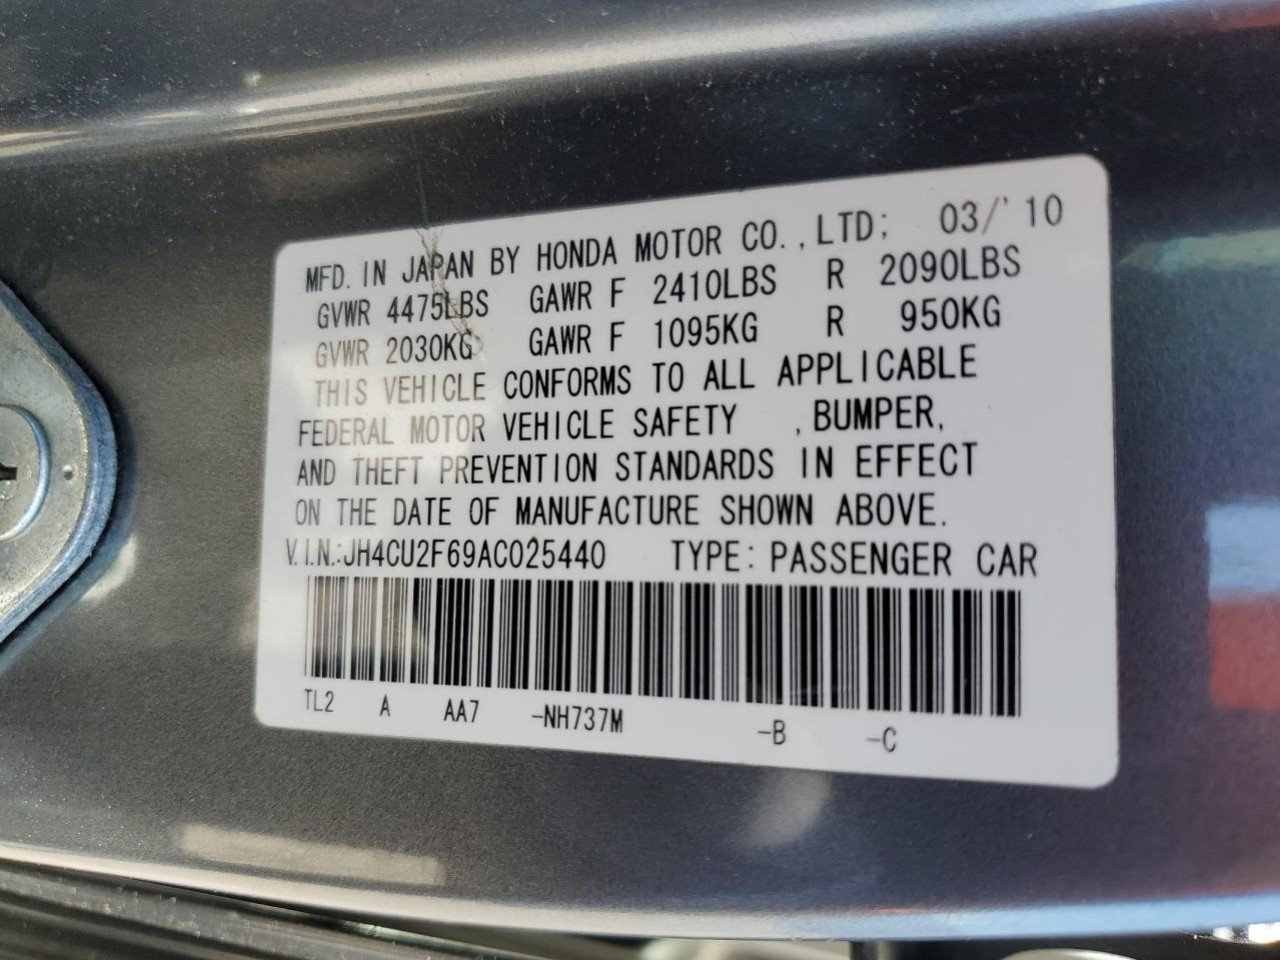 MFD. IN JAPAN BY HONDA MOTOR CO., LTD; 03/'10
GVWR 4475LBS GAWR F 2410LBS R 2090LBS
GVWR 2030KG GAWR F 1095KG R 950KG
THIS VEHICLE CONFORMS TO ALL APPLICABLE
FEDERAL MOTOR VEHICLE SAFETY , BUMPER,
AND THEFT PREVENTION STANDARDS IN EFFECT
ON THE DATE OF MANUFACTURE SHOWN ABOVE.
V.I.N.:JH4CU2F69AC025440 TYPE: PASSENGER CAR
TL2 A AA7 -NH737M -B -C